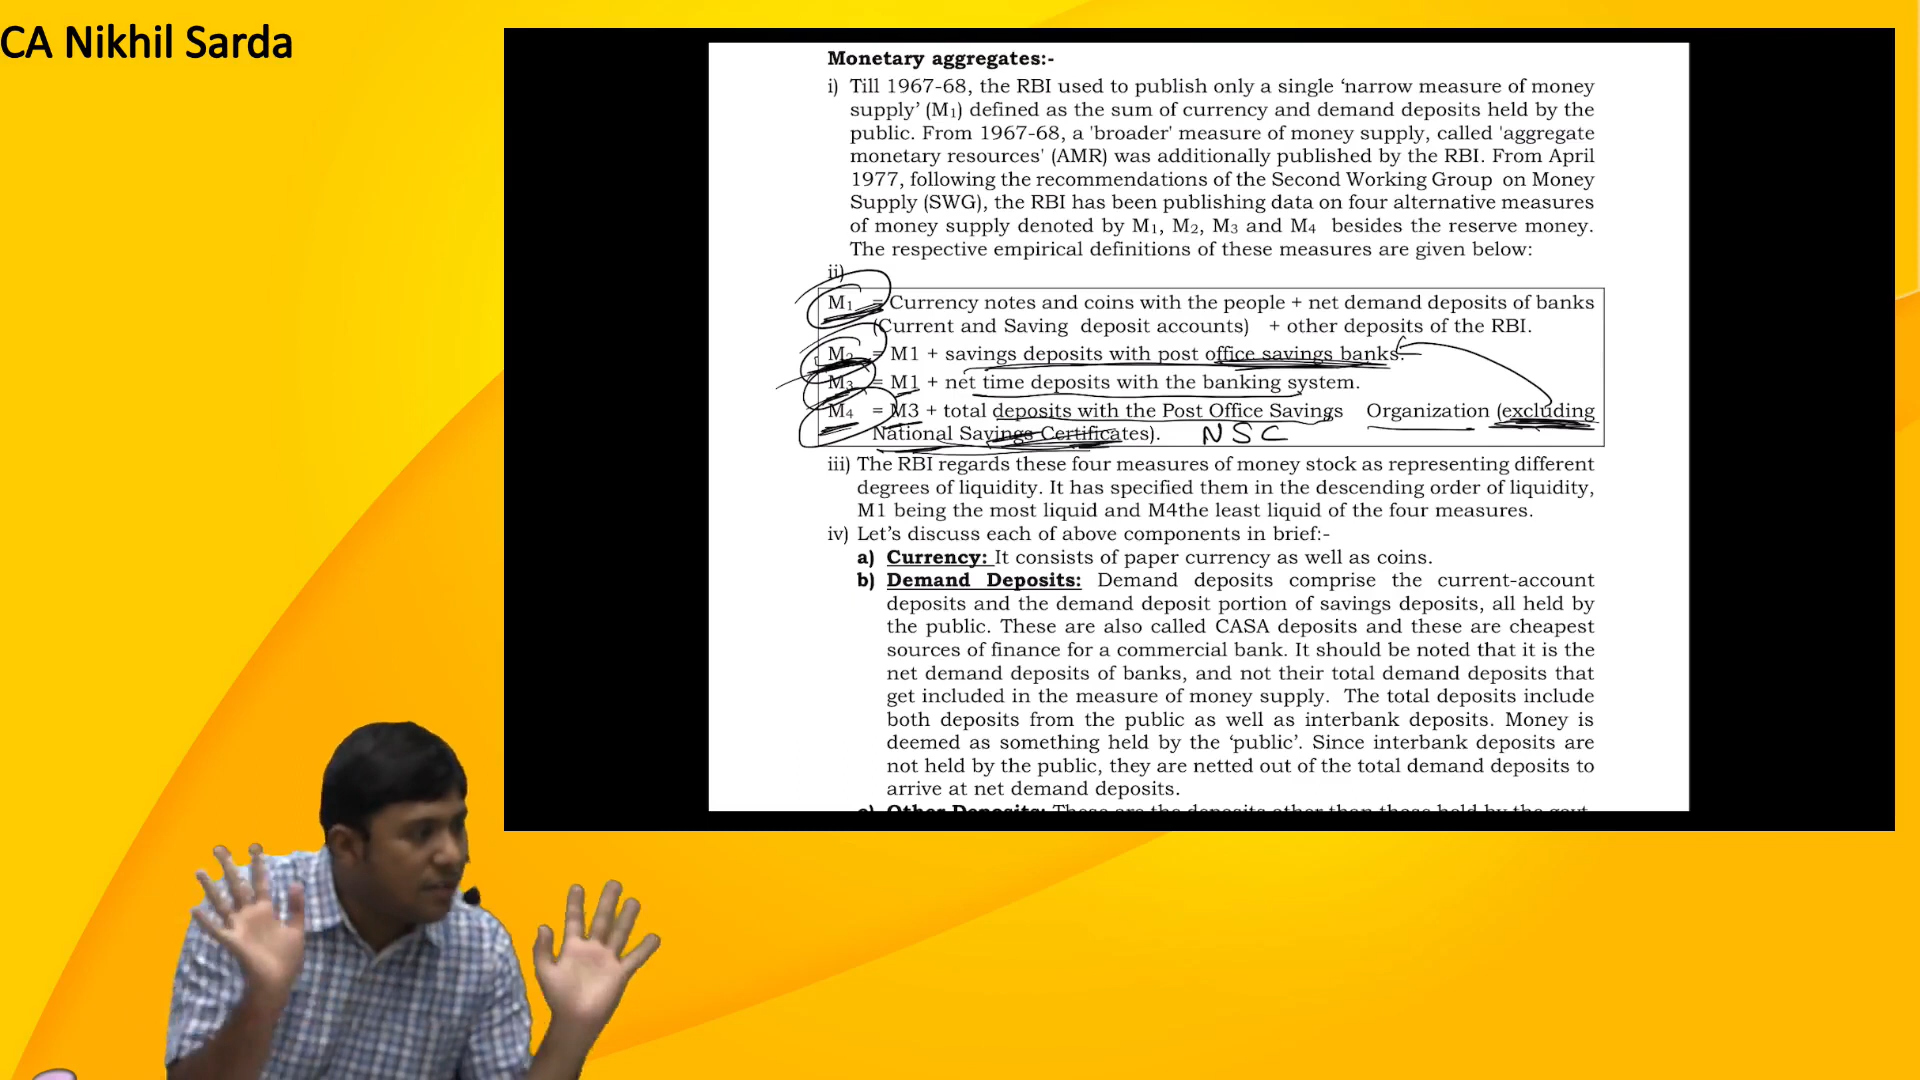 CA Nikhil Sarda
Monetary aggregates:-
i) Till 1967-68, the RBI used to publish only a single ‘narrow measure of money
supply’ (M1) defined as the sum of currency and demand deposits held by the
public. From 1967-68, a 'broader' measure of money supply, called 'aggregate
monetary resources' (AMR) was additionally published by the RBI. From April
1977, following the recommendations of the Second Working Group on Money
Supply (SWG), the RBI has been publishing data on four alternative measures
of money supply denoted by M1, M2, M3 and M4 besides the reserve money.
The respective empirical definitions of these measures are given below:
ii)
M1 = Currency notes and coins with the people + net demand deposits of banks
(Current and Saving deposit accounts) + other deposits of the RBI.
M2 = M1 + savings deposits with post office savings banks.
M3 = M1 + net time deposits with the banking system.
M4 = M3 + total deposits with the Post Office Savings Organization (excluding
National Savings Certificates). NSC
iii) The RBI regards these four measures of money stock as representing different
degrees of liquidity. It has specified them in the descending order of liquidity,
M1 being the most liquid and M4the least liquid of the four measures.
iv) Let’s discuss each of above components in brief:-
a) Currency: It consists of paper currency as well as coins.
b) Demand Deposits: Demand deposits comprise the current-account
deposits and the demand deposit portion of savings deposits, all held by
the public. These are also called CASA deposits and these are cheapest
sources of finance for a commercial bank. It should be noted that it is the
net demand deposits of banks, and not their total demand deposits that
get included in the measure of money supply. The total deposits include
both deposits from the public as well as interbank deposits. Money is
deemed as something held by the ‘public’. Since interbank deposits are
not held by the public, they are netted out of the total demand deposits to
arrive at net demand deposits.
c) Other Deposits: These are the deposits other than those held by the govt.